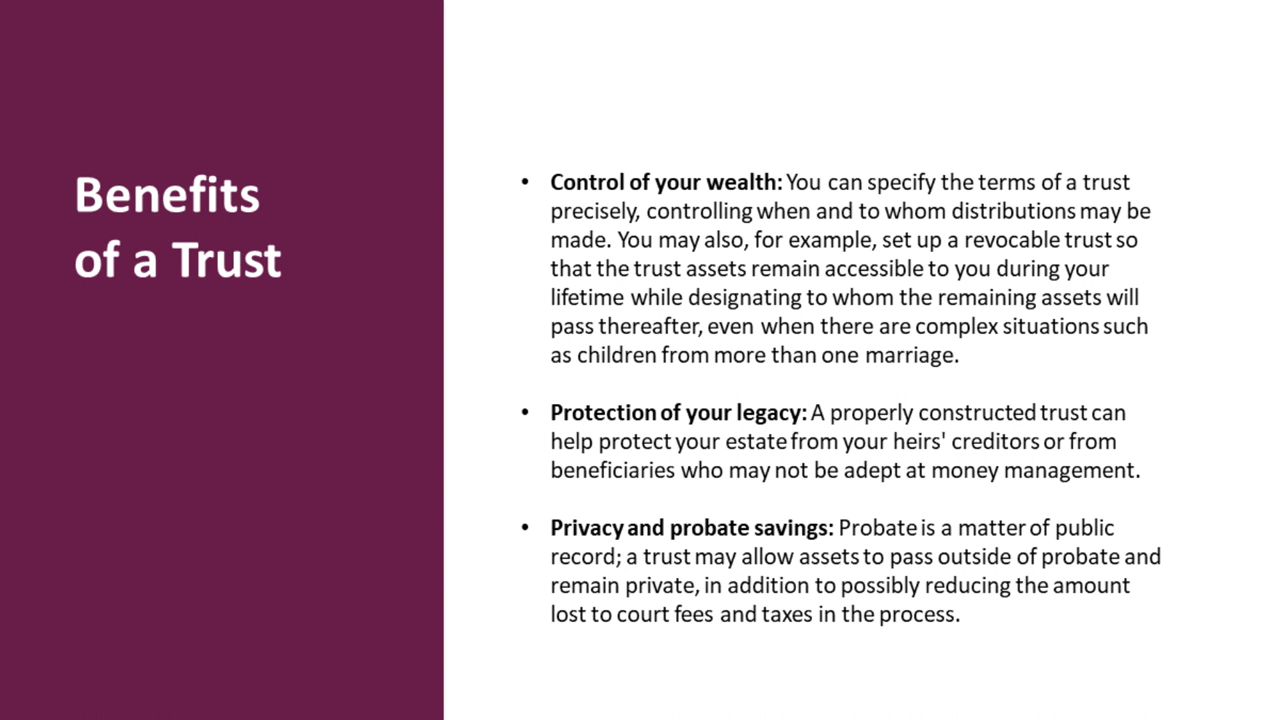 Benefits
of a Trust
• Control of your wealth: You can specify the terms of a trust
precisely, controlling when and to whom distributions may be
made. You may also, for example, set up a revocable trust so
that the trust assets remain accessible to you during your
lifetime while designating to whom the remaining assets will
pass thereafter, even when there are complex situations such
as children from more than one marriage.
• Protection of your legacy: A properly constructed trust can
help protect your estate from your heirs' creditors or from
beneficiaries who may not be adept at money management.
• Privacy and probate savings: Probate is a matter of public
record; a trust may allow assets to pass outside of probate and
remain private, in addition to possibly reducing the amount
lost to court fees and taxes in the process.